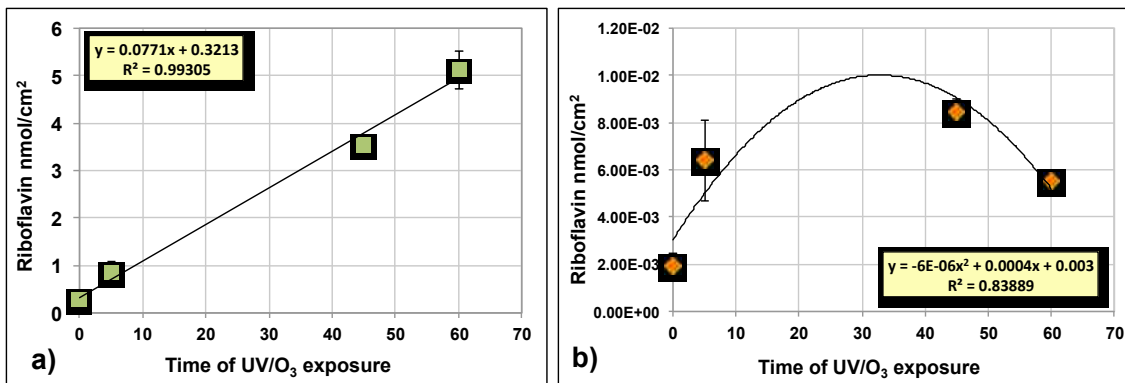 6
5
4
3
2
1
0
Riboflavin nmol/cm²
y = 0.0771x + 0.3213
R² = 0.99305
0 10 20 30 40 50 60 70
Time of UV/O₃ exposure
a)
1.20E-02
1.00E-02
8.00E-03
6.00E-03
4.00E-03
2.00E-03
0.00E+00
Riboflavin nmol/cm²
y = -6E-06x² + 0.0004x + 0.003
R² = 0.83889
0 10 20 30 40 50 60 70
Time of UV/O₃ exposure
b)